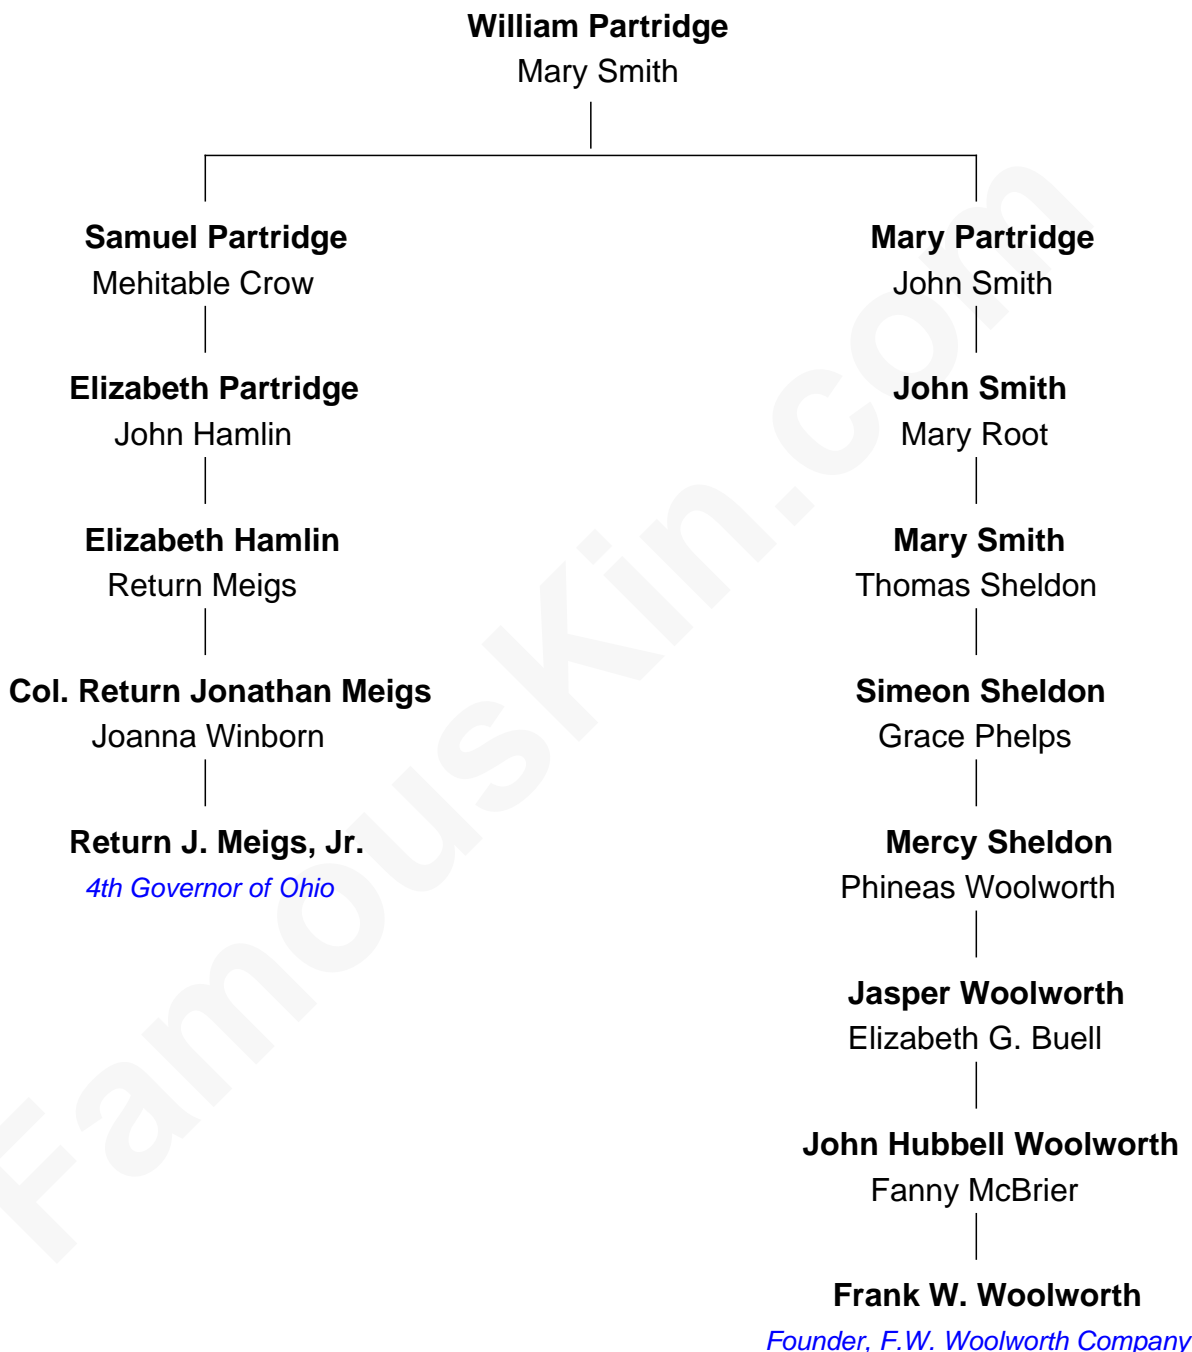 William Partridge
Mary Smith
Samuel Partridge
Mehitable Crow
Elizabeth Partridge
John Hamlin
Elizabeth Hamlin
Return Meigs
Col. Return Jonathan Meigs
Joanna Winborn
Return J. Meigs, Jr.
4th Governor of Ohio
Mary Partridge
John Smith
John Smith
Mary Root
Mary Smith
Thomas Sheldon
Simeon Sheldon
Grace Phelps
Mercy Sheldon
Phineas Woolworth
Jasper Woolworth
Elizabeth G. Buell
John Hubbell Woolworth
Fanny McBrier
Frank W. Woolworth
Founder, F.W. Woolworth Company
FamousKin.com